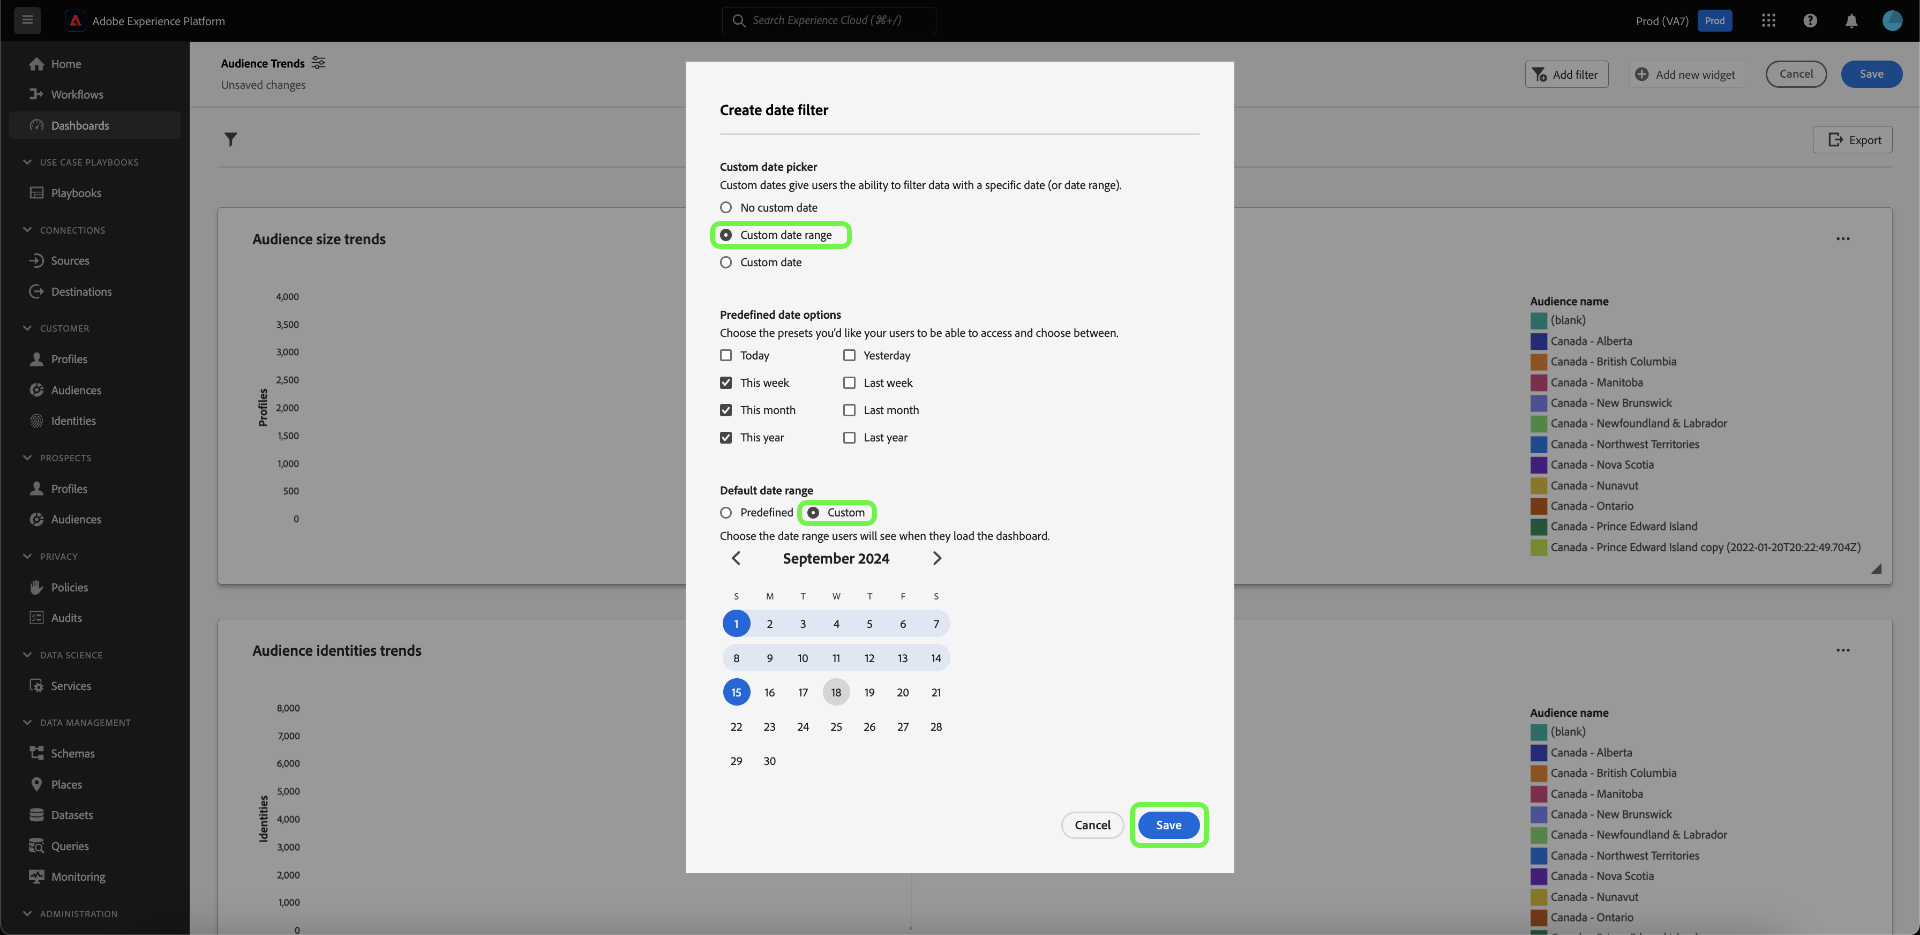 Adobe Experience Platform
Search Experience Cloud (⌘+/)
Prod (VA7)
Prod
Home
Workflows
Dashboards
USE CASE PLAYBOOKS
Playbooks
CONNECTIONS
Sources
Destinations
CUSTOMER
Profiles
Audiences
Identities
PROSPECTS
Profiles
Audiences
PRIVACY
Policies
Audits
DATA SCIENCE
Services
DATA MANAGEMENT
Schemas
Places
Datasets
Queries
Monitoring
ADMINISTRATION
Audience Trends
Unsaved changes
Add filter
Add new widget
Cancel
Save
Export
Audience size trends
Profiles
4,000
3,500
3,000
2,500
2,000
1,500
1,000
500
0
Audience name
(blank)
Canada - Alberta
Canada - British Columbia
Canada - Manitoba
Canada - New Brunswick
Canada - Newfoundland & Labrador
Canada - Northwest Territories
Canada - Nova Scotia
Canada - Nunavut
Canada - Ontario
Canada - Prince Edward Island
Canada - Prince Edward Island copy (2022-01-20T20:22:49.704Z)
Audience identities trends
Identities
8,000
7,000
6,000
5,000
4,000
3,000
2,000
1,000
0
Audience name
(blank)
Canada - Alberta
Canada - British Columbia
Canada - Manitoba
Canada - New Brunswick
Canada - Newfoundland & Labrador
Canada - Northwest Territories
Canada - Nova Scotia
Canada - Nunavut
Canada - Ontario
Create date filter
Custom date picker
Custom dates give users the ability to filter data with a specific date (or date range).
No custom date
Custom date range
Custom date
Predefined date options
Choose the presets you'd like your users to be able to access and choose between.
Today Yesterday
This week Last week
This month Last month
This year Last year
Default date range
Predefined Custom
Choose the date range users will see when they load the dashboard.
September 2024
S M T W T F S
1 2 3 4 5 6 7
8 9 10 11 12 13 14
15 16 17 18 19 20 21
22 23 24 25 26 27 28
29 30
Cancel Save